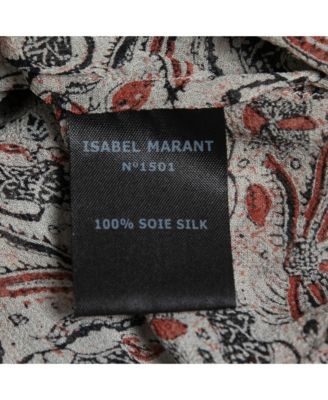 ISABEL MARANT
N°1501
100% SOIE SILK